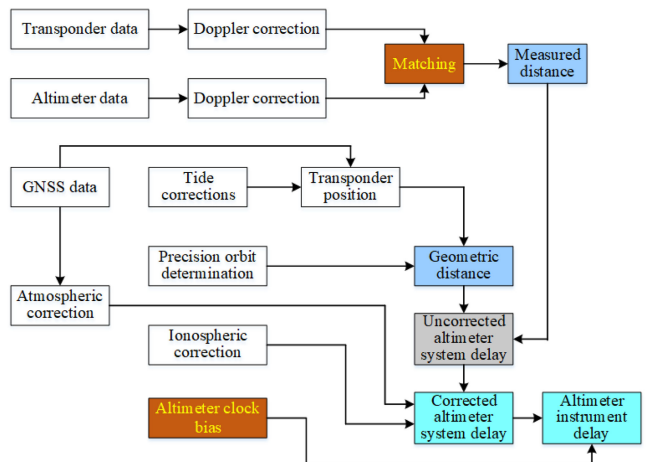 Transponder data
Doppler correction
Matching
Measured
distance
Altimeter data
Doppler correction
GNSS data
Tide
corrections
Transponder
position
Precision orbit
determination
Geometric
distance
Atmospheric
correction
Ionospheric
correction
Uncorrected
altimeter
system delay
Altimeter clock
bias
Corrected
altimeter
system delay
Altimeter
instrument
delay